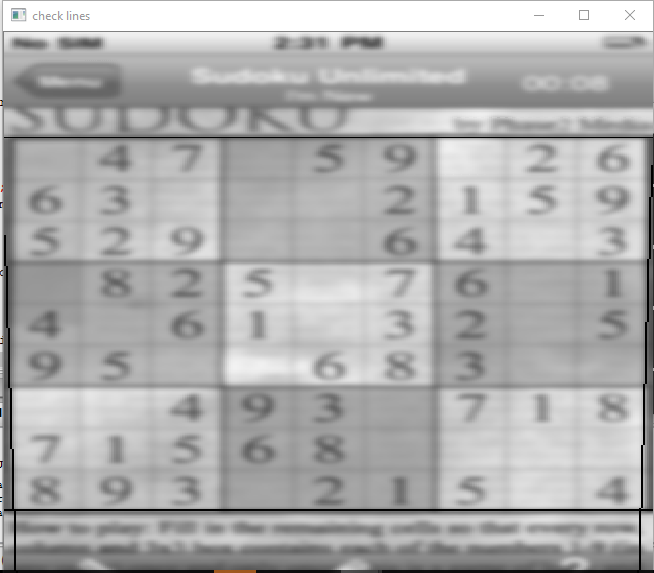 check lines
No SIM 2:31 PM
Menu Sudoku Unlimited 00:08
I'm New
SUDOKU by Phase2 Media
4 7 5 9 2 6
6 3 2 1 5 9
5 2 9 6 4 3
8 2 5 7 6 1
4 6 1 3 2 5
9 5 6 8 3
4 9 3 7 1 8
7 1 5 6 8
8 9 3 2 1 5 4
How to play: Fill in the remaining cells so that every row,
column and 3x3 box contains each of the numbers 1-9